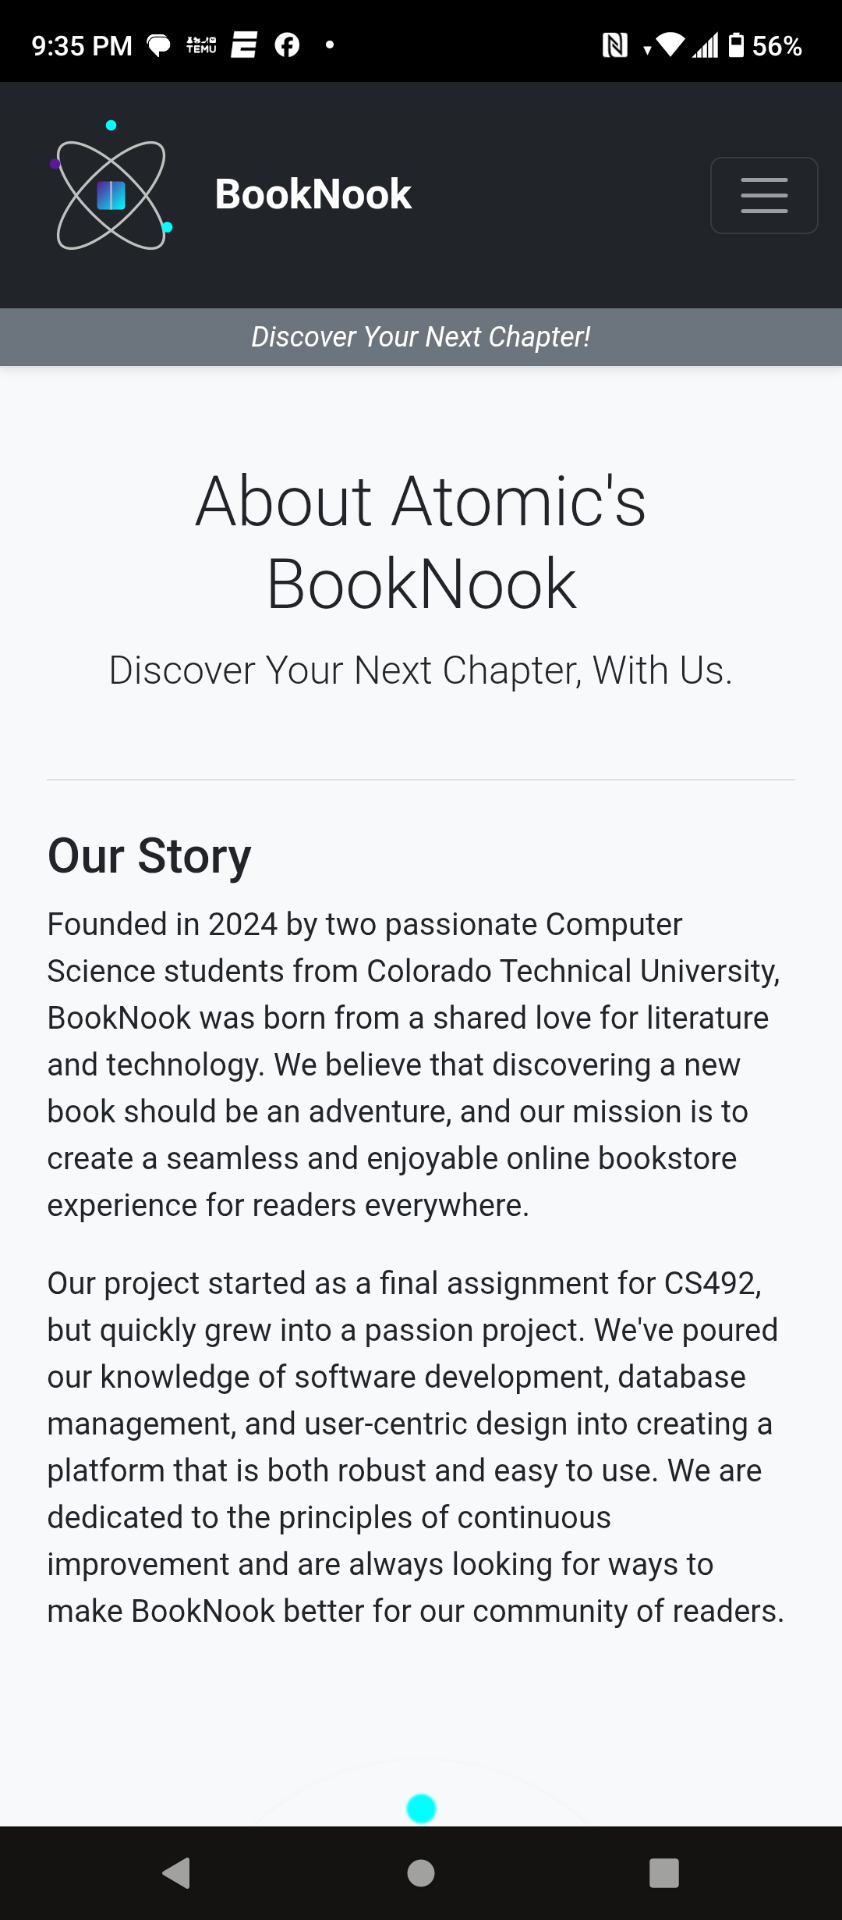 9:35 PM
TEMU
56%
BookNook
Discover Your Next Chapter!
About Atomic's
BookNook
Discover Your Next Chapter, With Us.
Our Story
Founded in 2024 by two passionate Computer
Science students from Colorado Technical University,
BookNook was born from a shared love for literature
and technology. We believe that discovering a new
book should be an adventure, and our mission is to
create a seamless and enjoyable online bookstore
experience for readers everywhere.
Our project started as a final assignment for CS492,
but quickly grew into a passion project. We've poured
our knowledge of software development, database
management, and user-centric design into creating a
platform that is both robust and easy to use. We are
dedicated to the principles of continuous
improvement and are always looking for ways to
make BookNook better for our community of readers.